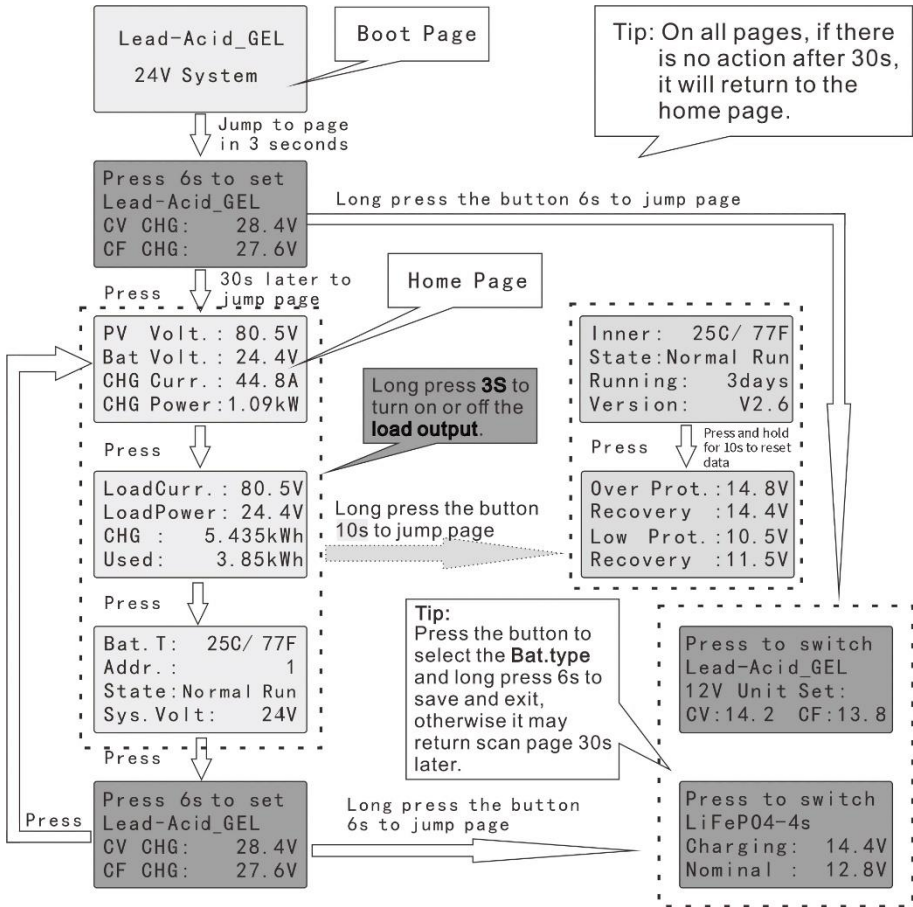 Lead-Acid_GEL
24V System
Boot Page
Tip: On all pages, if there
is no action after 30s,
it will return to the
home page.
Jump to page
in 3 seconds
Press 6s to set
Lead-Acid_GEL
CV CHG: 28.4V
CF CHG: 27.6V
Long press the button 6s to jump page
Press
30s later to
jump page
Home Page
PV Volt.: 80.5V
Bat Volt.: 24.4V
CHG Curr.: 44.8A
CHG Power:1.09kW
Long press 3S to
turn on or off the
load output.
Inner: 25C/ 77F
State:Normal Run
Running: 3days
Version: V2.6
Press
Press
Press and hold
for 10s to reset
data
LoadCurr.: 80.5V
LoadPower: 24.4V
CHG : 5.435kWh
Used: 3.85kWh
Long press the button
10s to jump page
Over Prot.:14.8V
Recovery :14.4V
Low Prot.:10.5V
Recovery :11.5V
Press
Bat.T: 25C/ 77F
Addr.: 1
State:Normal Run
Sys.Volt: 24V
Tip:
Press the button to
select the Bat.type
and long press 6s to
save and exit,
otherwise it may
return scan page 30s
later.
Press to switch
Lead-Acid_GEL
12V Unit Set:
CV:14.2 CF:13.8
Press
Press
Press 6s to set
Lead-Acid_GEL
CV CHG: 28.4V
CF CHG: 27.6V
Long press the button
6s to jump page
Press to switch
LiFePO4-4s
Charging: 14.4V
Nominal : 12.8V